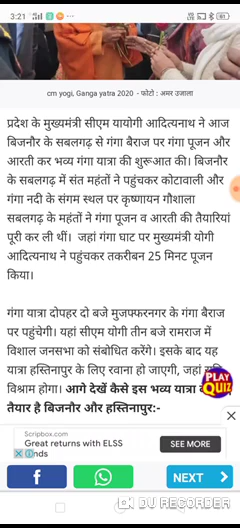 3:21
cm yogi, Ganga yatra 2020 - फोटो : अमर उजाला
प्रदेश के मुख्यमंत्री सीएम यायोगी आदित्यनाथ ने आज
बिजनौर के सबलगढ़ से गंगा बैराज पर गंगा पूजन और
आरती कर भव्य गंगा यात्रा की शुरूआत की। बिजनौर
के सबलगढ़ में संत महंतों ने पहुंचकर कोटावाली और
गंगा नदी के संगम स्थल पर कृष्णायन गौशाला
सबलगढ़ के महंतों ने गंगा पूजन व आरती की तैयारियां
पूरी कर ली थीं।  जहां गंगा घाट पर मुख्यमंत्री योगी
आदित्यनाथ ने पहुंचकर तकरीबन 25 मिनट पूजन
किया।
गंगा यात्रा दोपहर दो बजे मुजफ्फरनगर के गंगा बैराज
पर पहुंचेगी। यहां सीएम योगी तीन बजे रामराज में
विशाल जनसभा को संबोधित करेंगे। इसके बाद यह
यात्रा हस्तिनापुर के लिए रवाना हो जाएगी, जहां
विश्राम होगा। आगे देखें कैसे इस भव्य यात्रा
तैयार है बिजनौर और हस्तिनापुर:-
PLAY
QUIZ
Scripbox.com
Great returns with ELSS
SEE MORE
NEXT
DU RECORDER